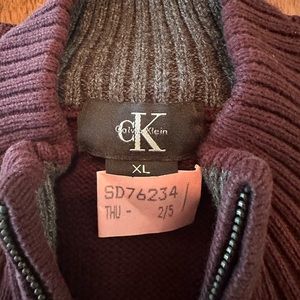 cK
Calvin Klein
XL
SD76234
THU - 2/5